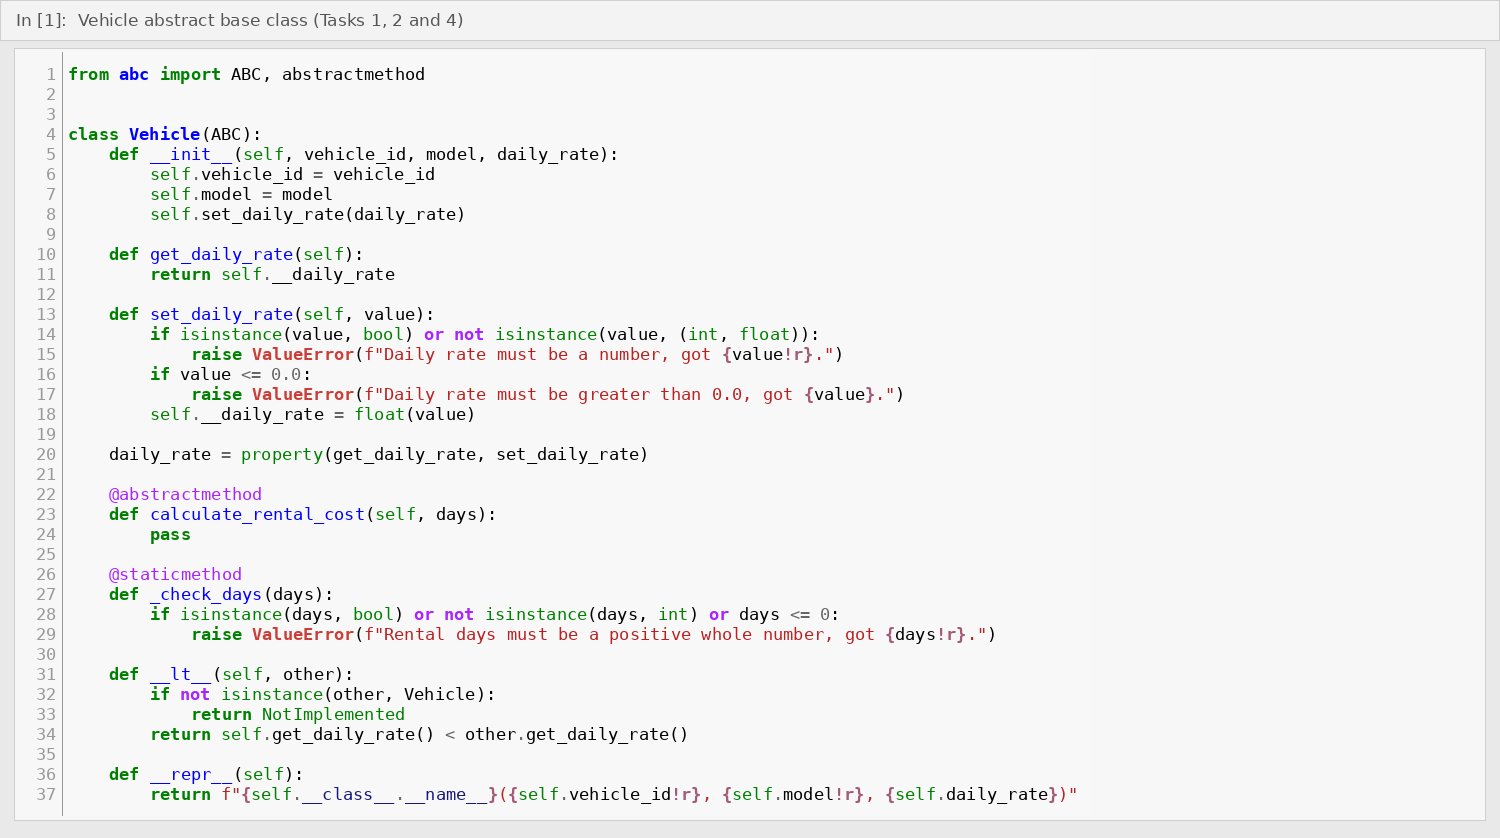 In [1]:  Vehicle abstract base class (Tasks 1, 2 and 4)
1 from abc import ABC, abstractmethod
2
3
4 class Vehicle(ABC):
5     def __init__(self, vehicle_id, model, daily_rate):
6         self.vehicle_id = vehicle_id
7         self.model = model
8         self.set_daily_rate(daily_rate)
9
10     def get_daily_rate(self):
11         return self.__daily_rate
12
13     def set_daily_rate(self, value):
14         if isinstance(value, bool) or not isinstance(value, (int, float)):
15             raise ValueError(f"Daily rate must be a number, got {value!r}.")
16         if value <= 0.0:
17             raise ValueError(f"Daily rate must be greater than 0.0, got {value}.")
18         self.__daily_rate = float(value)
19
20     daily_rate = property(get_daily_rate, set_daily_rate)
21
22     @abstractmethod
23     def calculate_rental_cost(self, days):
24         pass
25
26     @staticmethod
27     def _check_days(days):
28         if isinstance(days, bool) or not isinstance(days, int) or days <= 0:
29             raise ValueError(f"Rental days must be a positive whole number, got {days!r}.")
30
31     def __lt__(self, other):
32         if not isinstance(other, Vehicle):
33             return NotImplemented
34         return self.get_daily_rate() < other.get_daily_rate()
35
36     def __repr__(self):
37         return f"{self.__class__.__name__}({self.vehicle_id!r}, {self.model!r}, {self.daily_rate})"